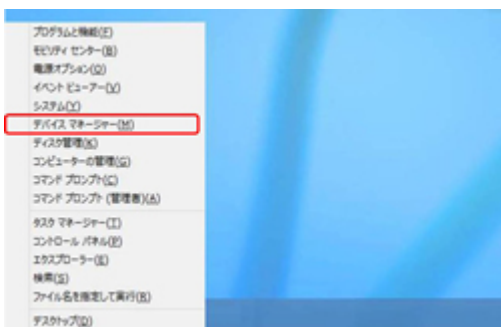 プログラムと機能(F)
モビリティ センター(B)
電源オプション(O)
イベント ビューアー(V)
システム(Y)
デバイス マネージャー(M)
ディスク管理(K)
コンピューターの管理(G)
コマンド プロンプト(C)
コマンド プロンプト (管理者)(A)
タスク マネージャー(T)
コントロール パネル(P)
エクスプローラー(E)
検索(S)
ファイル名を指定して実行(R)
デスクトップ(D)